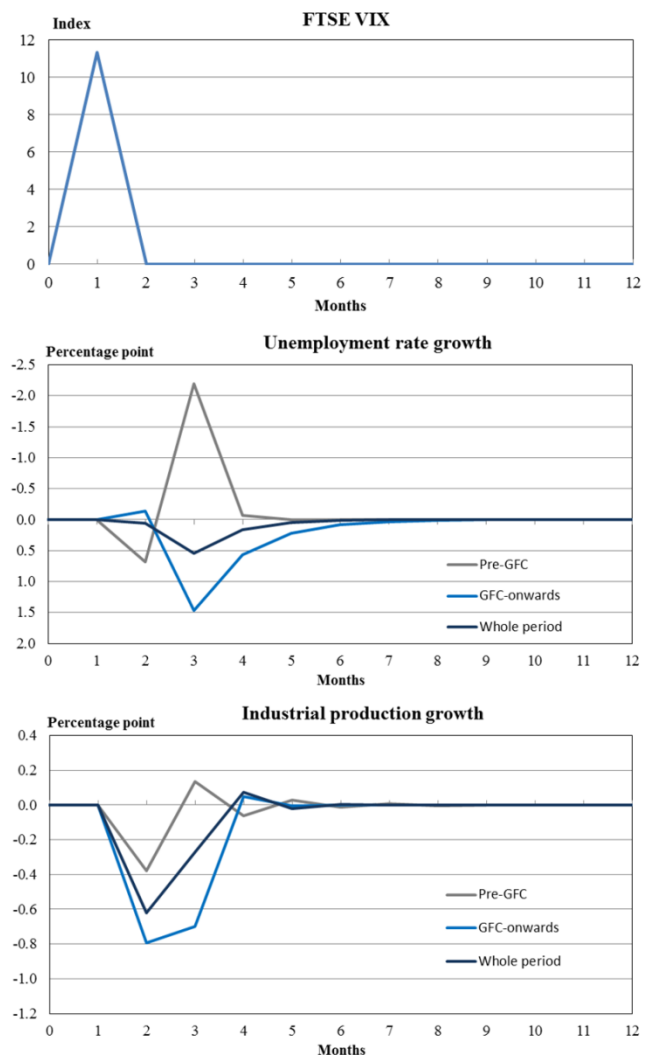 FTSE VIX
Index
12
10
8
6
4
2
0
0 1 2 3 4 5 6 7 8 9 10 11 12
Months
Unemployment rate growth
Percentage point
-2.5
-2.0
-1.5
-1.0
-0.5
0.0
0.5
1.0
1.5
2.0
Pre-GFC
GFC-onwards
Whole period
0 1 2 3 4 5 6 7 8 9 10 11 12
Months
Industrial production growth
Percentage point
0.4
0.2
0.0
-0.2
-0.4
-0.6
-0.8
-1.0
-1.2
Pre-GFC
GFC-onwards
Whole period
0 1 2 3 4 5 6 7 8 9 10 11 12
Months